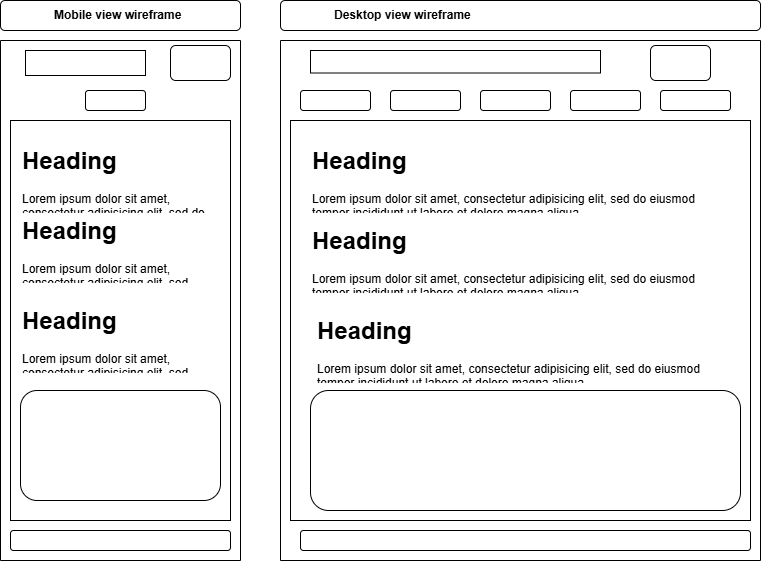 Mobile view wireframe
Heading
Lorem ipsum dolor sit amet,
consectetur adipisicing elit, sed do
Heading
Lorem ipsum dolor sit amet,
consectetur adipisicing elit, sed
Heading
Lorem ipsum dolor sit amet,
consectetur adipisicing elit, sed
Desktop view wireframe
Heading
Lorem ipsum dolor sit amet, consectetur adipisicing elit, sed do eiusmod
tempor incididunt ut labore et dolore magna aliqua.
Heading
Lorem ipsum dolor sit amet, consectetur adipisicing elit, sed do eiusmod
tempor incididunt ut labore et dolore magna aliqua.
Heading
Lorem ipsum dolor sit amet, consectetur adipisicing elit, sed do eiusmod
tempor incididunt ut labore et dolore magna aliqua.